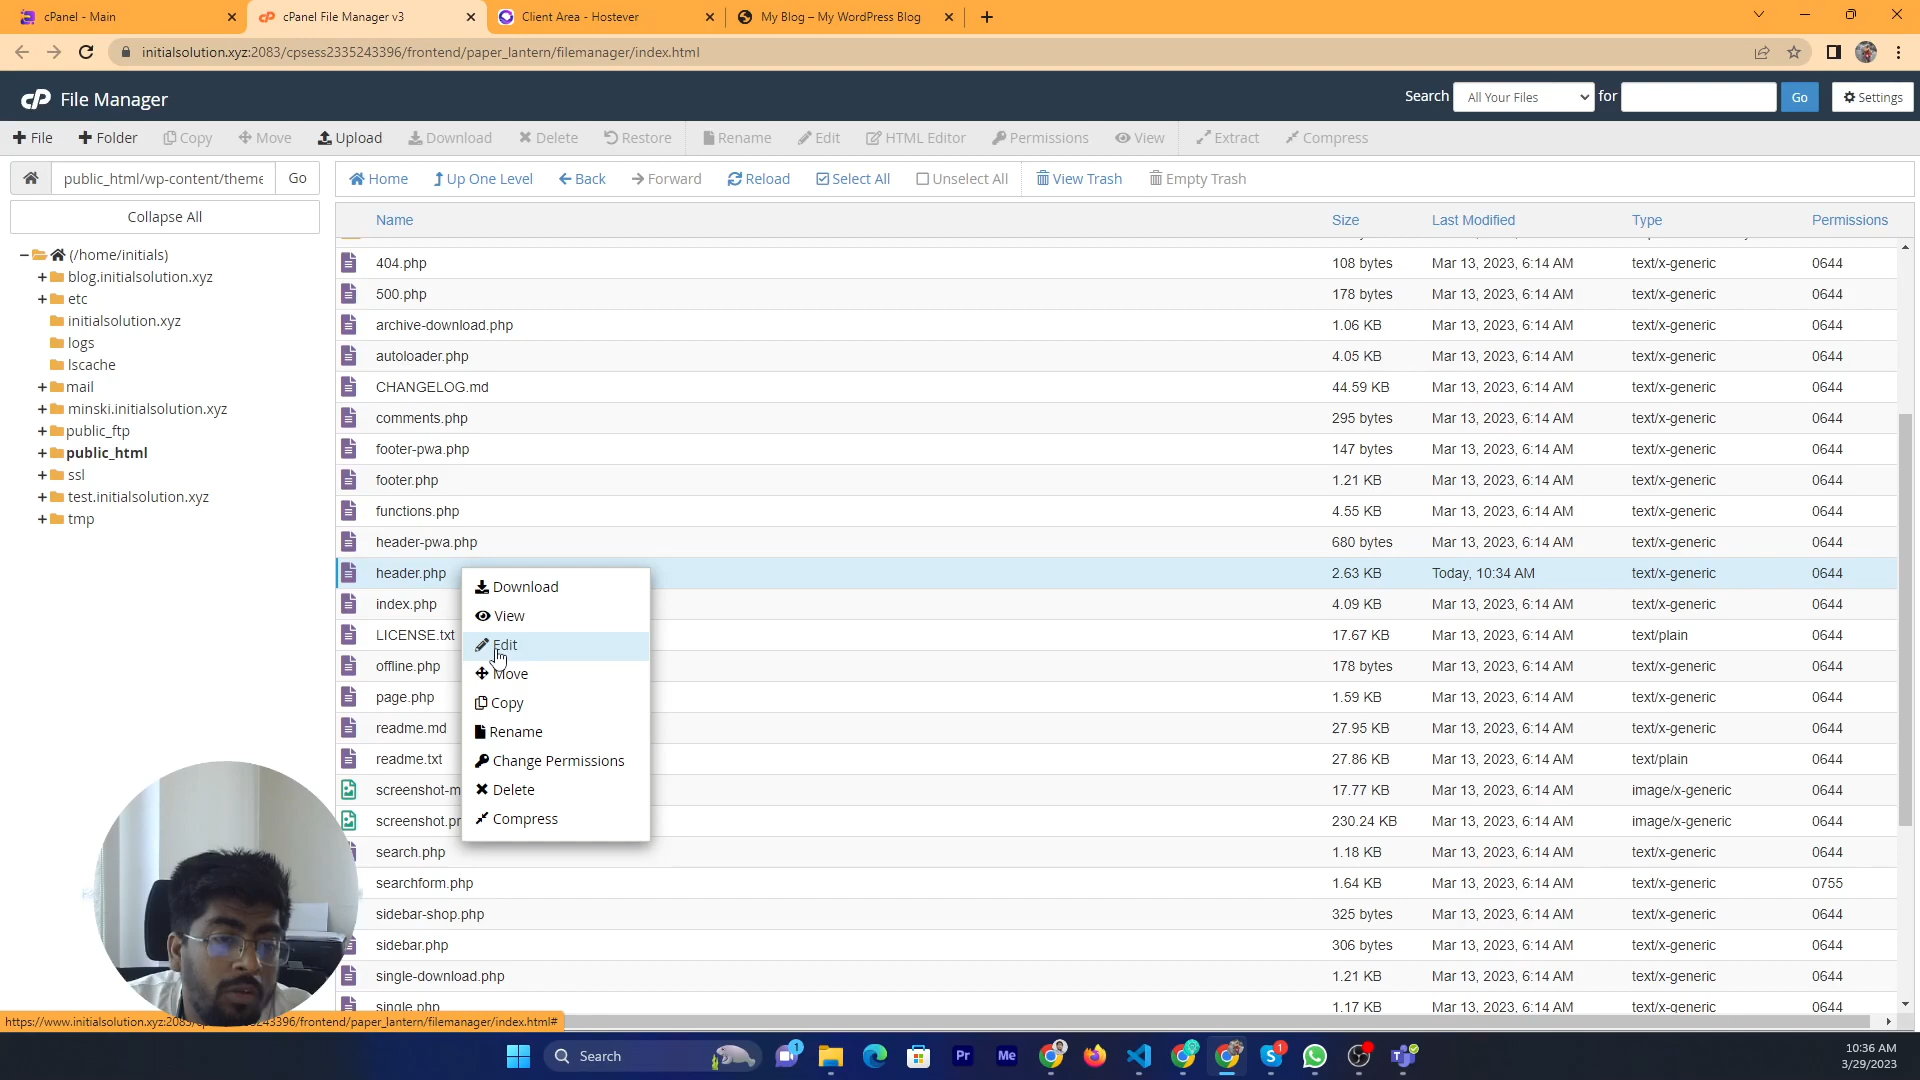 cPanel - Main
cPanel File Manager v3
Client Area - Hostever
My Blog – My WordPress Blog
initialsolution.xyz:2083/cpsess2335243396/frontend/paper_lantern/filemanager/index.html
cP File Manager
Search All Your Files for Go Settings
File Folder Copy Move Upload Download Delete Restore Rename Edit HTML Editor Permissions View Extract Compress
public_html/wp-content/theme Go
Home Up One Level Back Forward Reload Select All Unselect All View Trash Empty Trash
Collapse All
Name Size Last Modified Type Permissions
(/home/initials)
blog.initialsolution.xyz
etc
initialsolution.xyz
logs
lscache
mail
minski.initialsolution.xyz
public_ftp
public_html
ssl
test.initialsolution.xyz
tmp
404.php 108 bytes Mar 13, 2023, 6:14 AM text/x-generic 0644
500.php 178 bytes Mar 13, 2023, 6:14 AM text/x-generic 0644
archive-download.php 1.06 KB Mar 13, 2023, 6:14 AM text/x-generic 0644
autoloader.php 4.05 KB Mar 13, 2023, 6:14 AM text/x-generic 0644
CHANGELOG.md 44.59 KB Mar 13, 2023, 6:14 AM text/x-generic 0644
comments.php 295 bytes Mar 13, 2023, 6:14 AM text/x-generic 0644
footer-pwa.php 147 bytes Mar 13, 2023, 6:14 AM text/x-generic 0644
footer.php 1.21 KB Mar 13, 2023, 6:14 AM text/x-generic 0644
functions.php 4.55 KB Mar 13, 2023, 6:14 AM text/x-generic 0644
header-pwa.php 680 bytes Mar 13, 2023, 6:14 AM text/x-generic 0644
header.php 2.63 KB Today, 10:34 AM text/x-generic 0644
index.php 4.09 KB Mar 13, 2023, 6:14 AM text/x-generic 0644
LICENSE.txt 17.67 KB Mar 13, 2023, 6:14 AM text/plain 0644
offline.php 178 bytes Mar 13, 2023, 6:14 AM text/x-generic 0644
page.php 1.59 KB Mar 13, 2023, 6:14 AM text/x-generic 0644
readme.md 27.95 KB Mar 13, 2023, 6:14 AM text/x-generic 0644
readme.txt 27.86 KB Mar 13, 2023, 6:14 AM text/plain 0644
screenshot-m 17.77 KB Mar 13, 2023, 6:14 AM image/x-generic 0644
screenshot.pr 230.24 KB Mar 13, 2023, 6:14 AM image/x-generic 0644
search.php 1.18 KB Mar 13, 2023, 6:14 AM text/x-generic 0644
searchform.php 1.64 KB Mar 13, 2023, 6:14 AM text/x-generic 0755
sidebar-shop.php 325 bytes Mar 13, 2023, 6:14 AM text/x-generic 0644
sidebar.php 306 bytes Mar 13, 2023, 6:14 AM text/x-generic 0644
single-download.php 1.21 KB Mar 13, 2023, 6:14 AM text/x-generic 0644
single.php 1.17 KB Mar 13, 2023, 6:14 AM text/x-generic 0644
Download
View
Edit
Move
Copy
Rename
Change Permissions
Delete
Compress
243396/frontend/paper_lantern/filemanager/index.html#
https://www.initialsolution.xyz:2083/
Search
Pr
Me
10:36 AM
3/29/2023